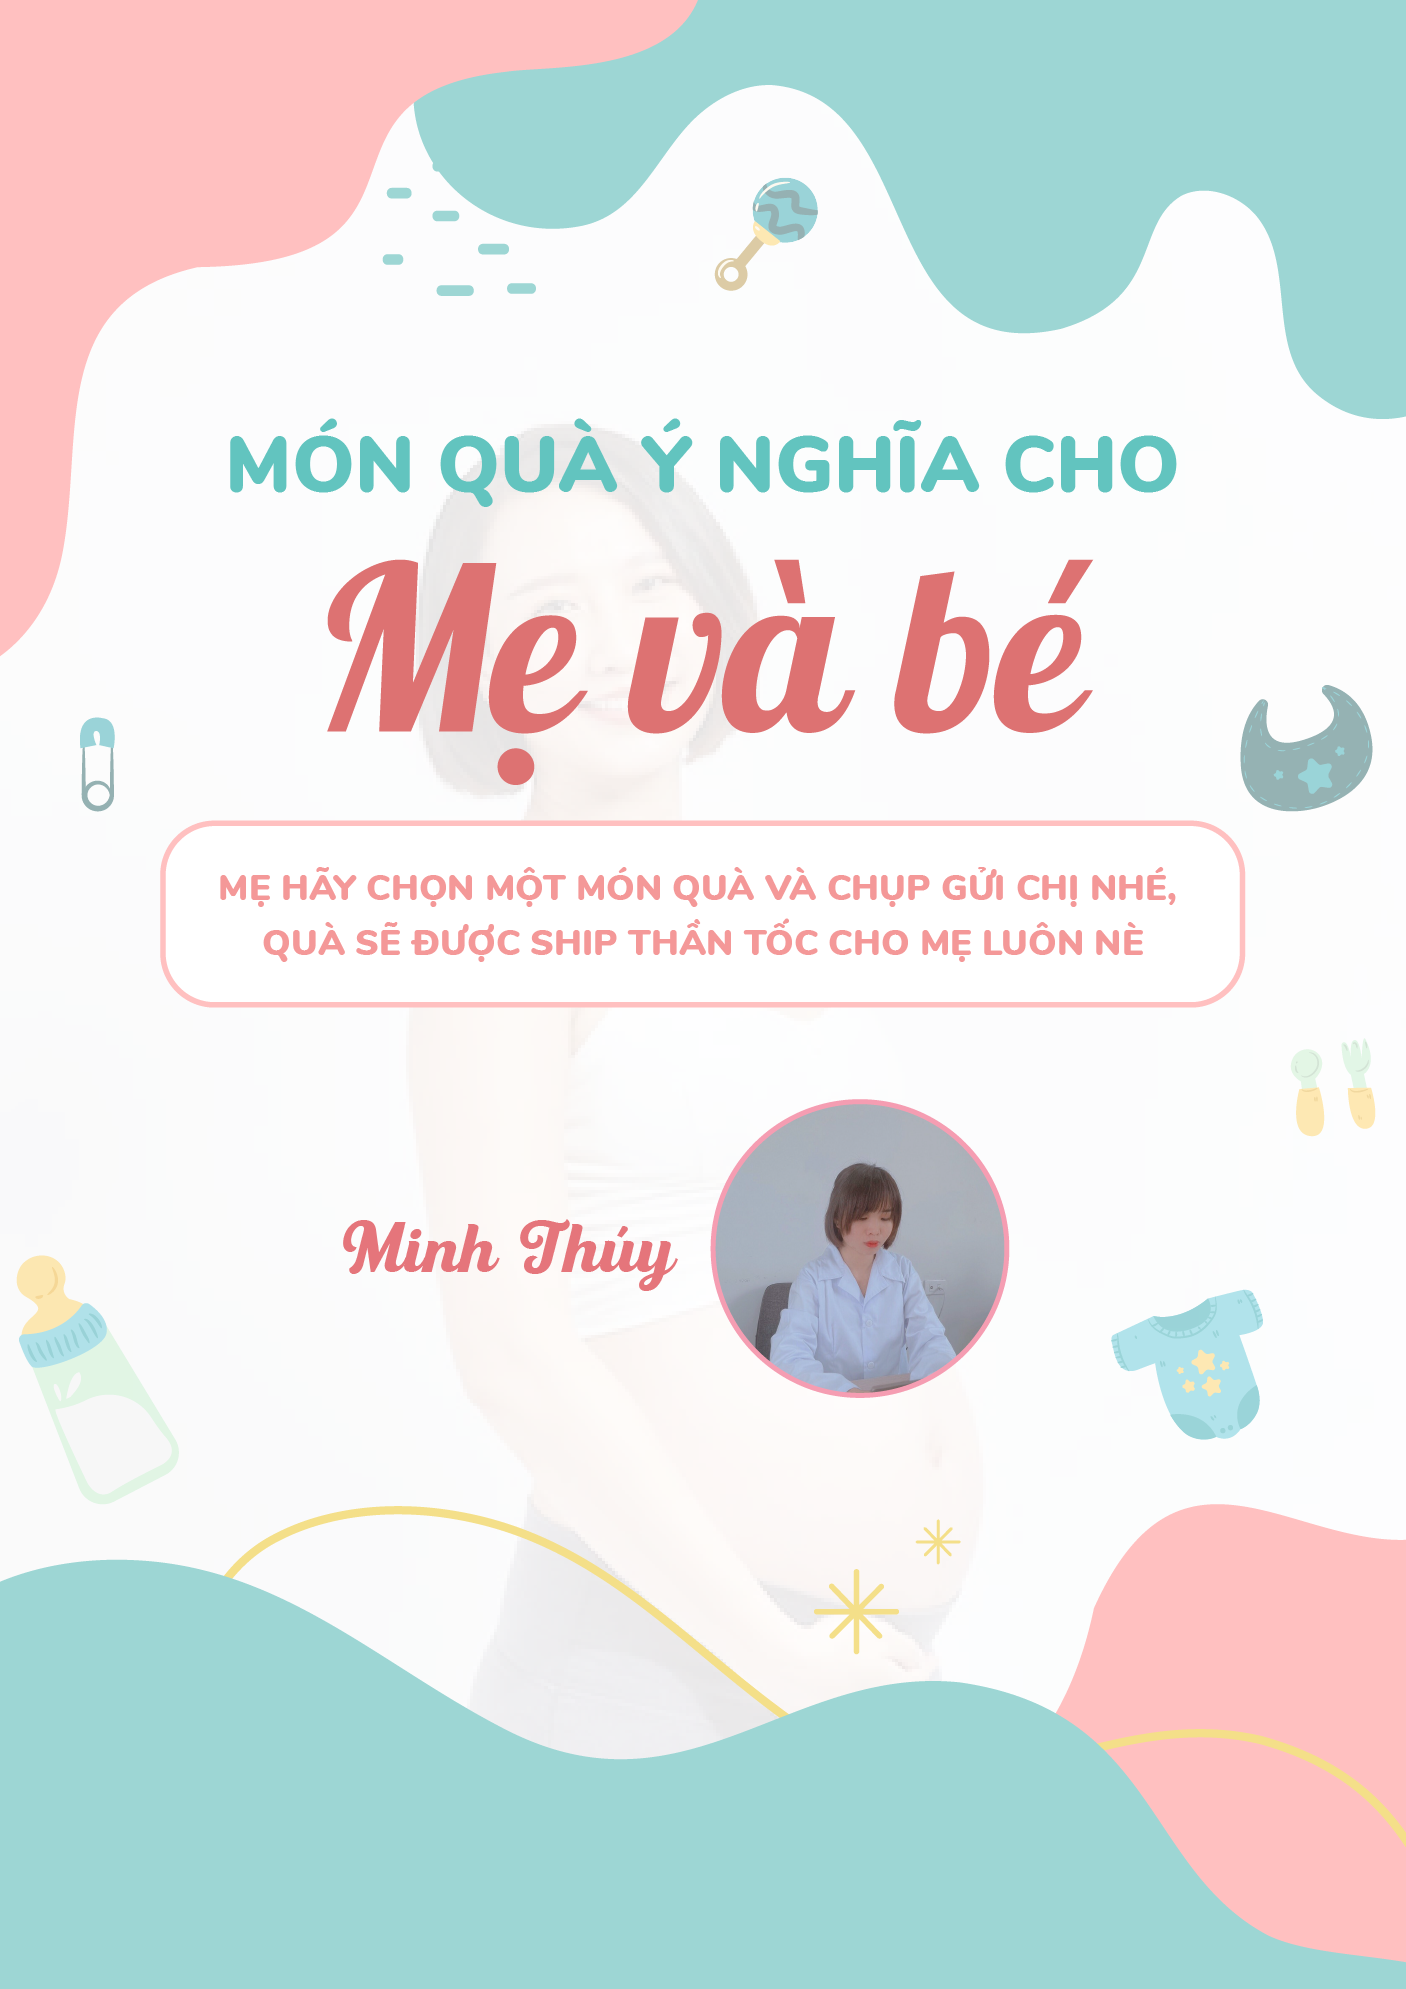 MÓN QUÀ Ý NGHĨA CHO
Mẹ và bé
MẸ HÃY CHỌN MỘT MÓN QUÀ VÀ CHỤP GỬI CHỊ NHÉ,
QUÀ SẼ ĐƯỢC SHIP THẦN TỐC CHO MẸ LUÔN NÈ
Minh Thúy